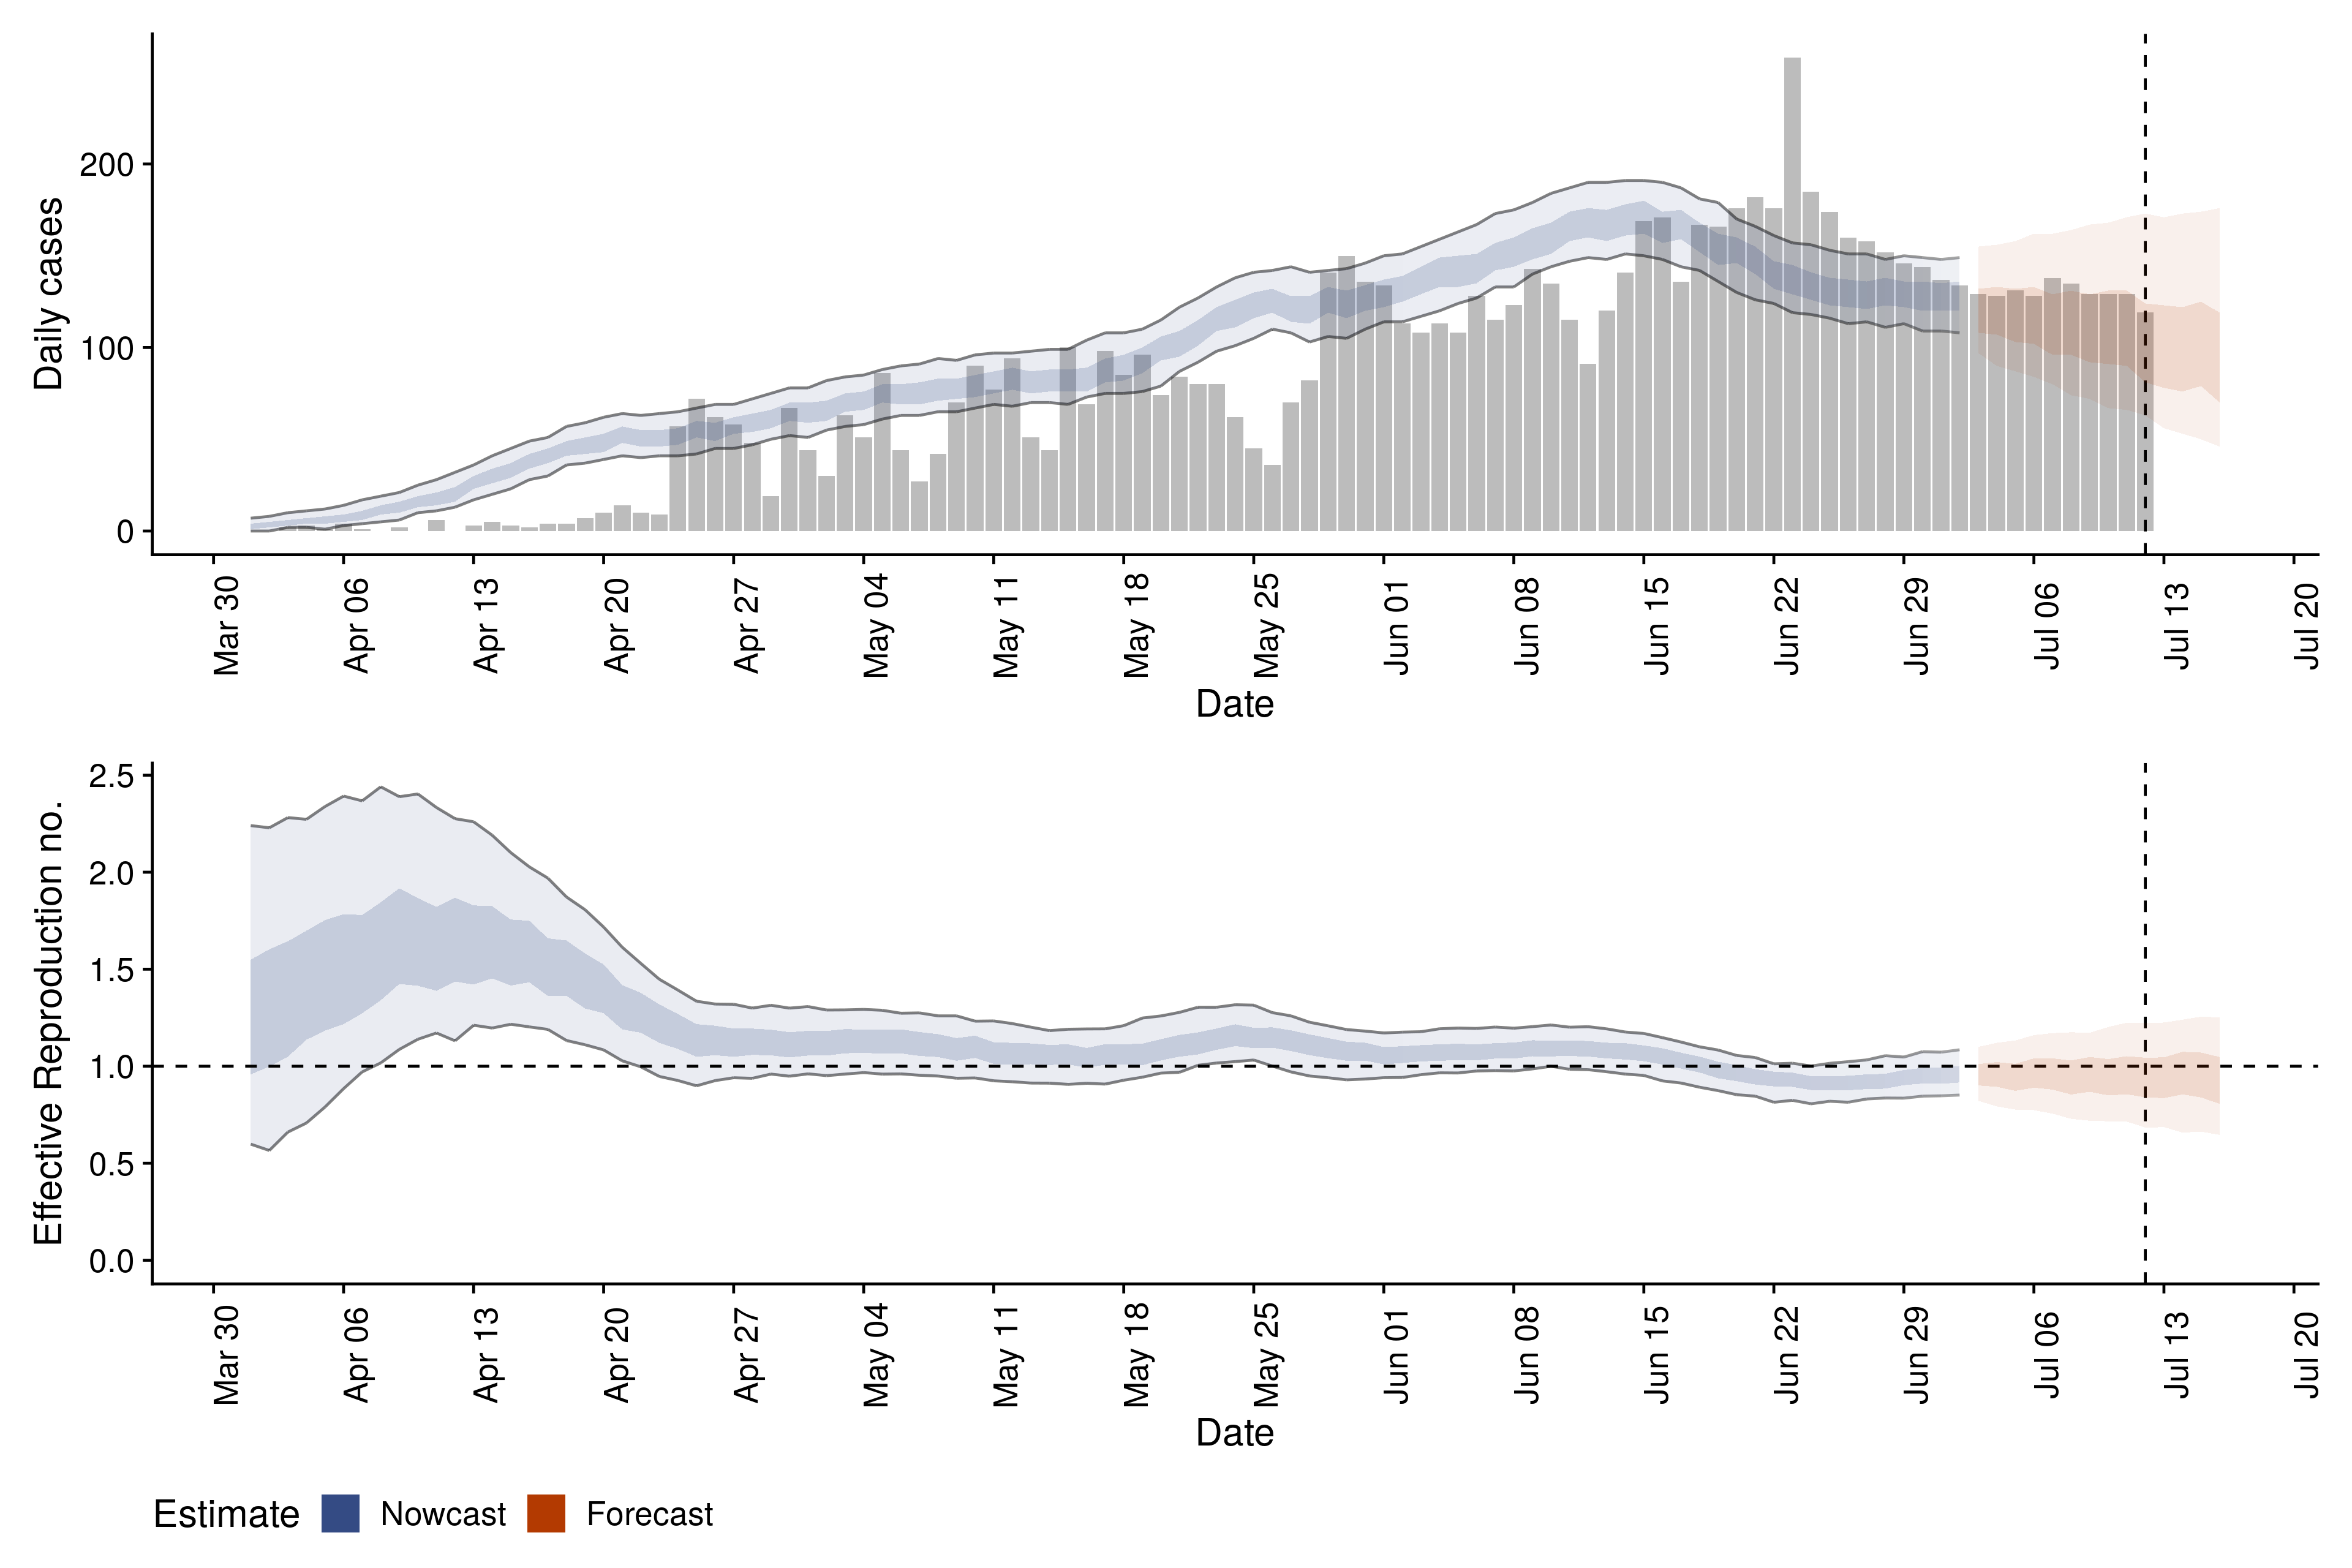 Daily cases
200
100
0
Mar 30
Apr 06
Apr 13
Apr 20
Apr 27
May 04
May 11
May 18
May 25
Jun 01
Jun 08
Jun 15
Jun 22
Jun 29
Jul 06
Jul 13
Jul 20
Date
Effective Reproduction no.
2.5
2.0
1.5
1.0
0.5
0.0
Mar 30
Apr 06
Apr 13
Apr 20
Apr 27
May 04
May 11
May 18
May 25
Jun 01
Jun 08
Jun 15
Jun 22
Jun 29
Jul 06
Jul 13
Jul 20
Date
Estimate Nowcast Forecast